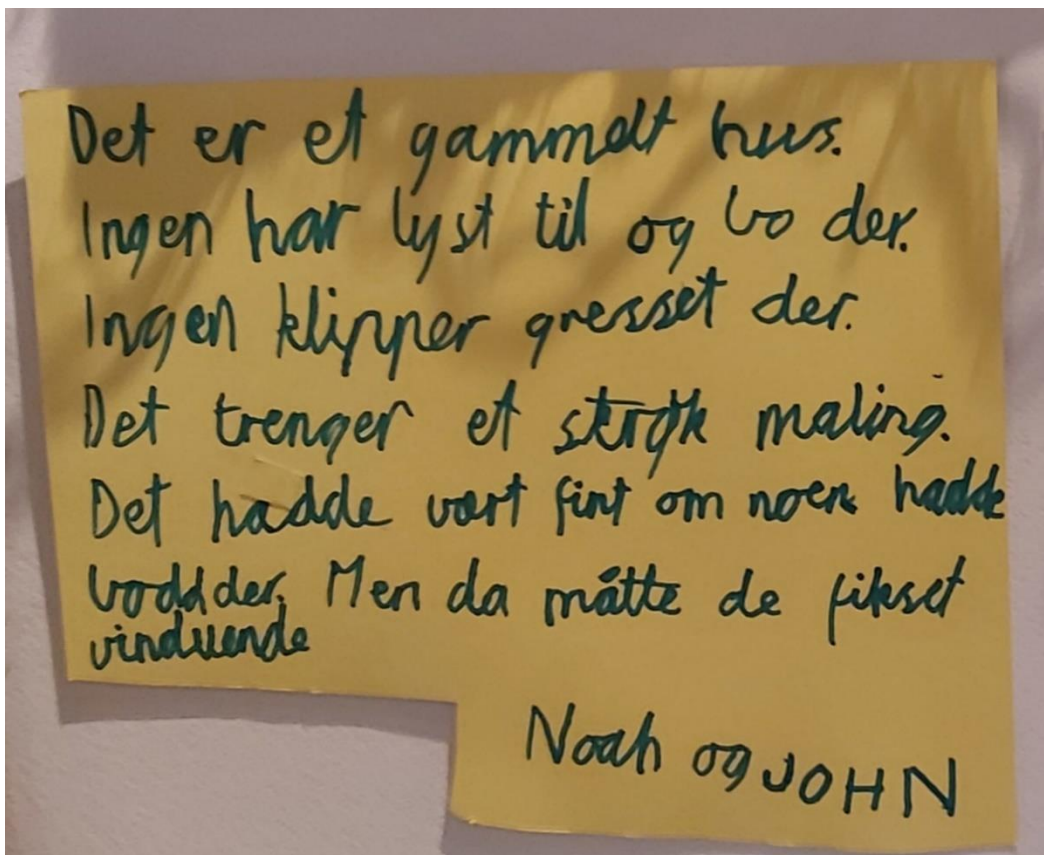 Det er et gammelt hus.
Ingen har lyst til og bo der.
Ingen klipper gresset der.
Det trenger et strøk maling.
Det hadde vært fint om noen hadde
bodd der. Men da måtte de fikset
vinduende
Noah og JOHN